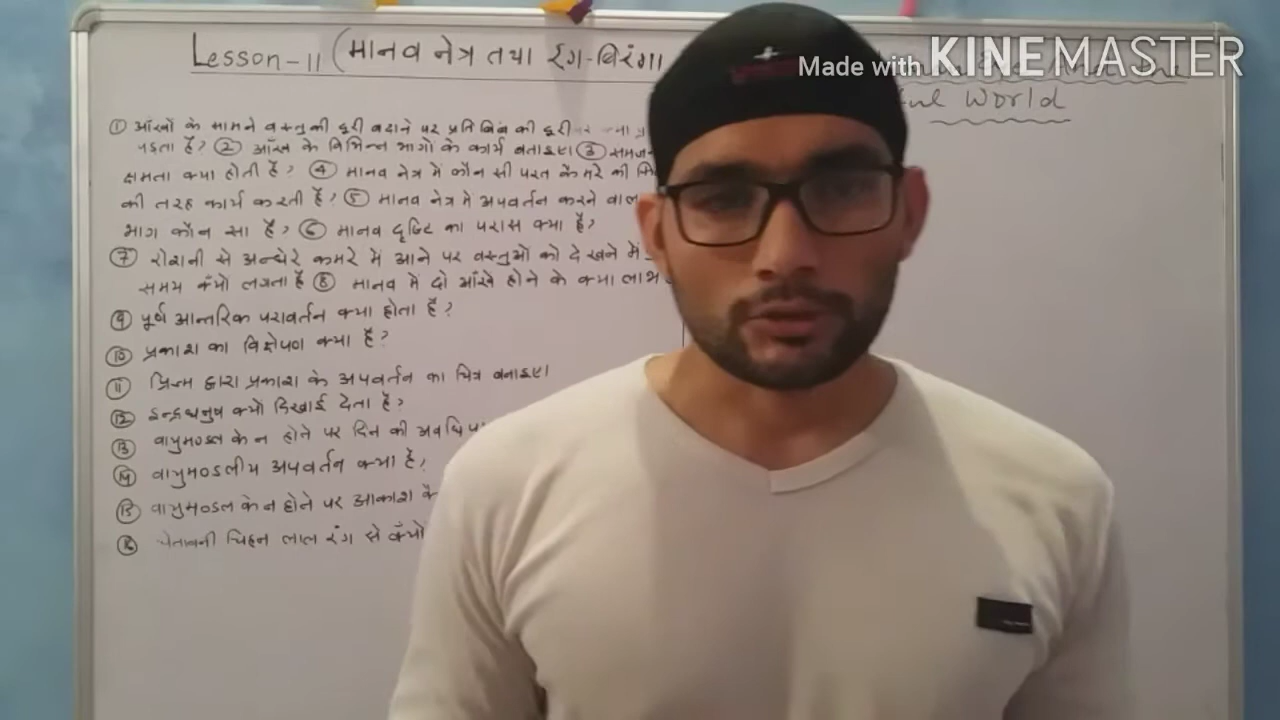 Lesson-11 (मानव नेत्र तथा रंग-बिरंगा
Made with KINEMASTER
World
① आँखों के सामने वस्तु की दूरी बढाने पर प्रतिबिंब की दूरी
पड़ता है? ② आँख के विभिन्न भागो के कार्य बताइए। ③
क्षमता क्या होती है? ④ मानव नेत्र में कौन सी परत कैमरे की
की तरह कार्य करती है? ⑤ मानव नेत्र में अपवर्तन करने
भाग कौन सा है? ⑥ मानव दृष्टि का परास क्या है?
⑦ रोशनी से अन्धेरे कमरे में आने पर वस्तुओं को देखने में
समय क्यों लगता है ⑧ मानव में दो आँखे होने के क्या लाभ
⑨ पूर्ण आन्तरिक परावर्तन क्या होता है?
⑩ प्रकाश का विक्षेपण क्या है?
⑪ प्रिज्म द्वारा प्रकाश के अपवर्तन का चित्र बनाइए।
⑫ इन्द्रधनुष क्यो दिखाई देता है?
⑬ वायुमण्डल के न होने पर दिन की अवधि
⑭ वायुमण्डलीय अपवर्तन क्या है?
⑮ वायुमण्डल के न होने पर आकाश
⑯ चेतावनी चिहन लाल रंग से